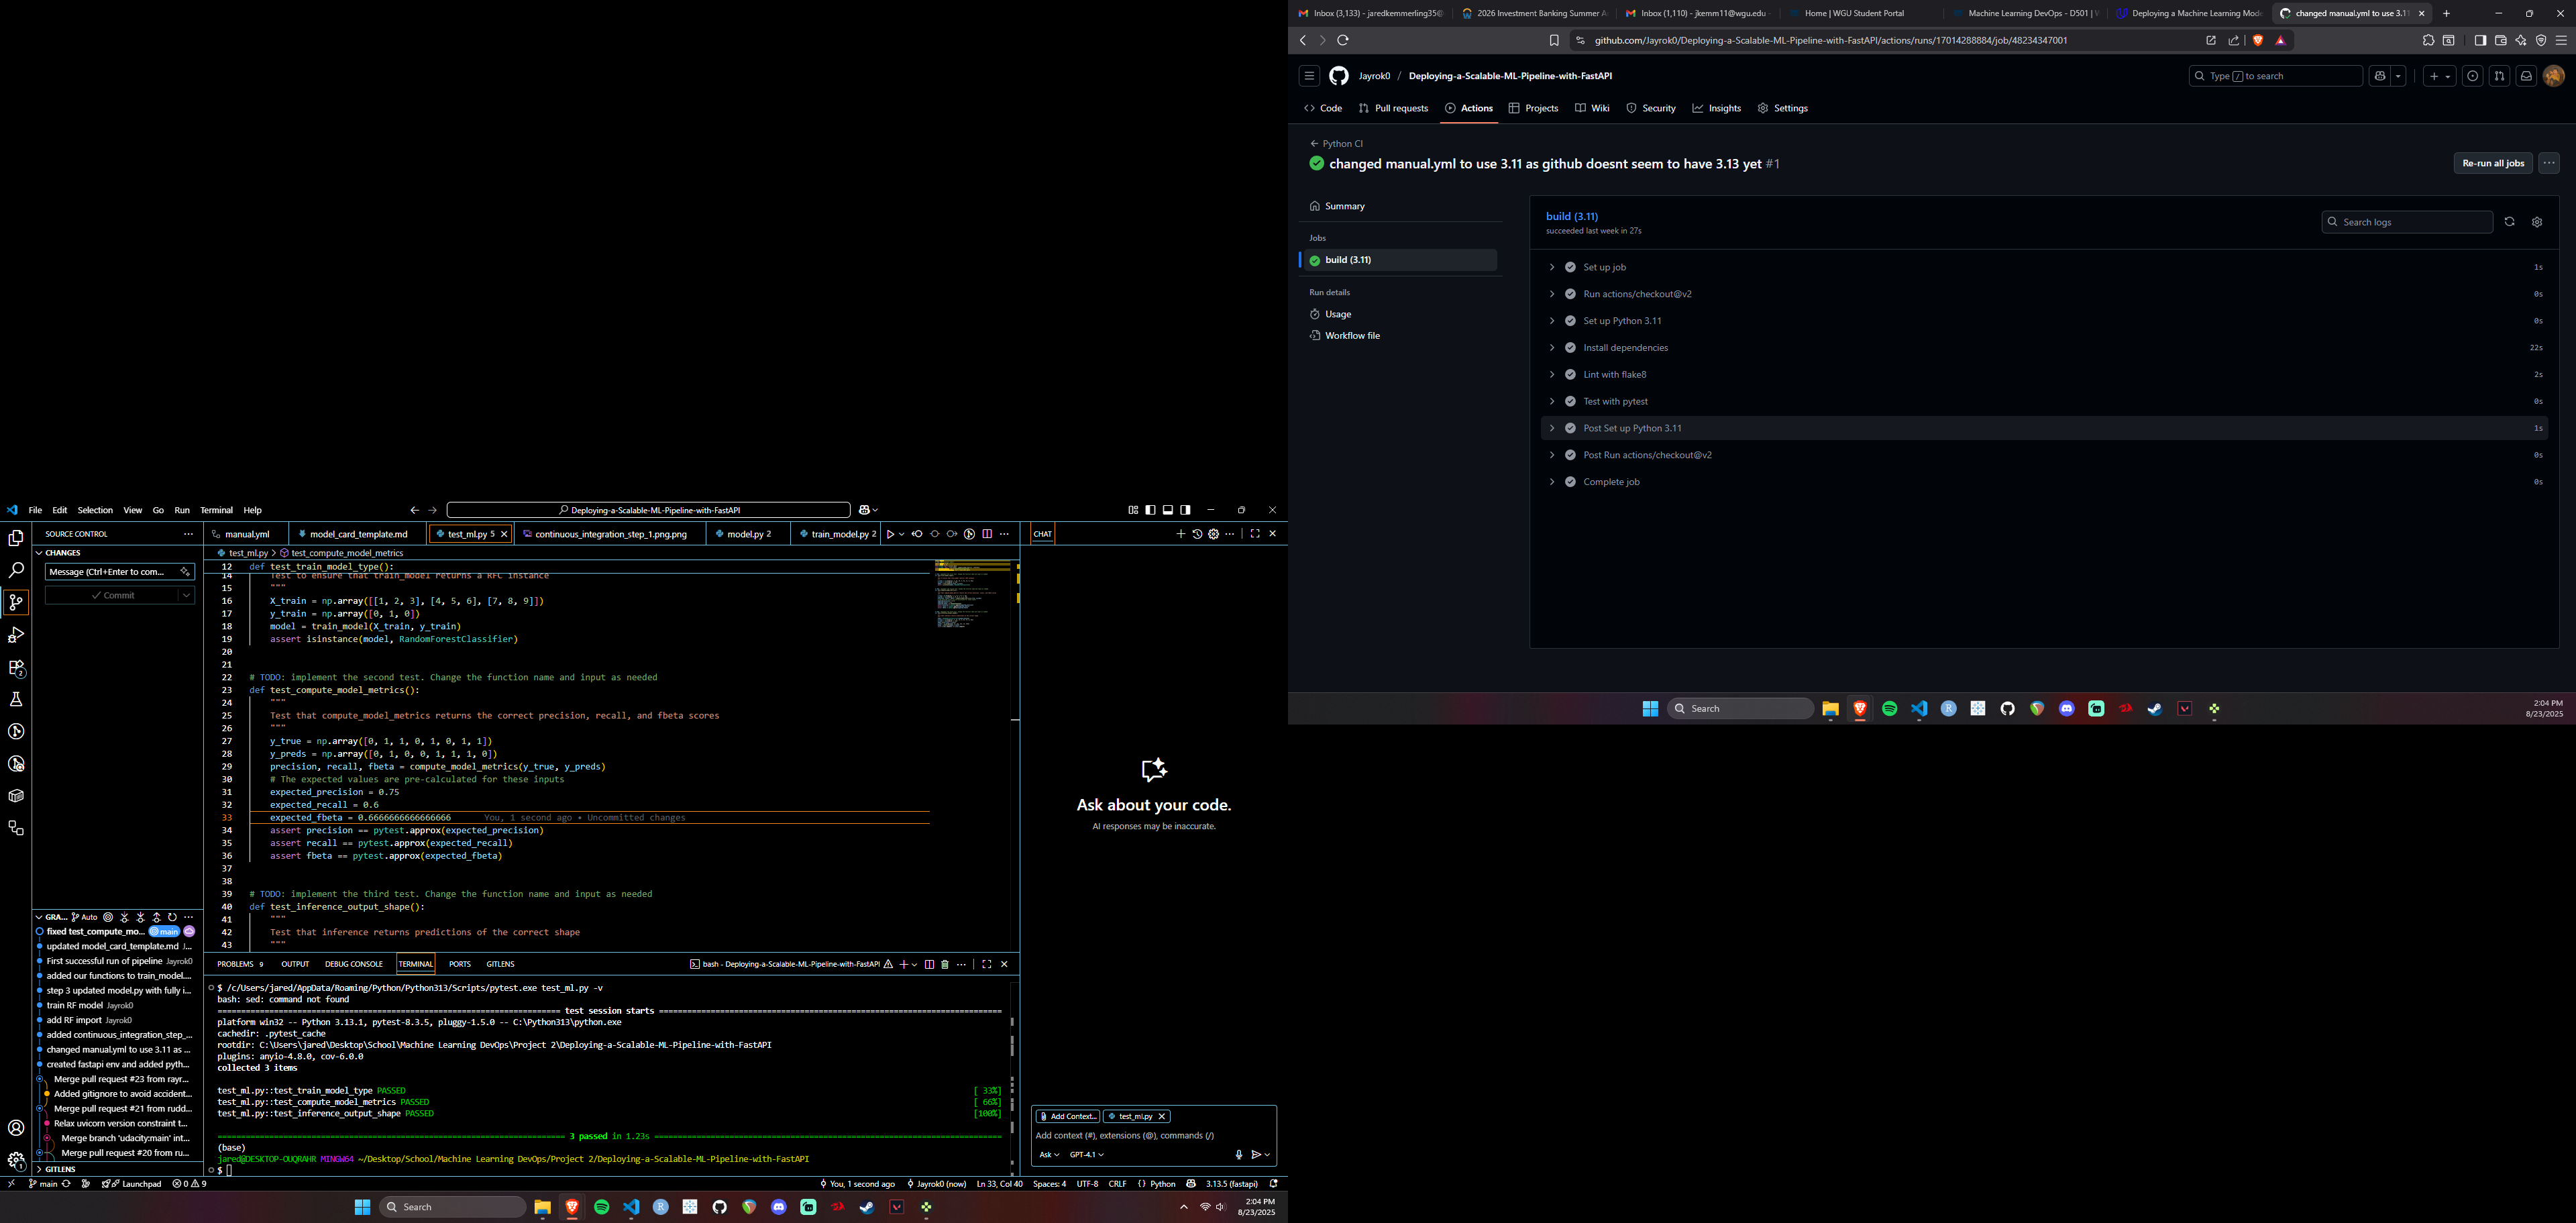 File Edit Selection View Go Run Terminal Help
Deploying-a-Scalable-ML-Pipeline-with-FastAPI
SOURCE CONTROL
CHANGES
Message (Ctrl+Enter to com...
Commit
manual.yml
model_card_template.md
test_ml.py 5
continuous_integration_step_1.png.png
model.py 2
train_model.py 2
test_ml.py > test_compute_model_metrics
12 def test_train_model_type():
14 Test to ensure that train_model returns a RFC instance
15 """
16 X_train = np.array([[1, 2, 3], [4, 5, 6], [7, 8, 9]])
17 y_train = np.array([0, 1, 0])
18 model = train_model(X_train, y_train)
19 assert isinstance(model, RandomForestClassifier)
20
21
22 # TODO: implement the second test. Change the function name and input as needed
23 def test_compute_model_metrics():
24 """
25 Test that compute_model_metrics returns the correct precision, recall, and fbeta scores
26 """
27 y_true = np.array([0, 1, 1, 0, 1, 0, 1, 1])
28 y_preds = np.array([0, 1, 0, 0, 1, 1, 1, 0])
29 precision, recall, fbeta = compute_model_metrics(y_true, y_preds)
30 # The expected values are pre-calculated for these inputs
31 expected_precision = 0.75
32 expected_recall = 0.6
33 expected_fbeta = 0.6666666666666666 You, 1 second ago • Uncommitted changes
34 assert precision == pytest.approx(expected_precision)
35 assert recall == pytest.approx(expected_recall)
36 assert fbeta == pytest.approx(expected_fbeta)
37
38
39 # TODO: implement the third test. Change the function name and input as needed
40 def test_inference_output_shape():
41 """
42 Test that inference returns predictions of the correct shape
43 """
GRA... Auto
fixed test_compute_mo... main
updated model_card_template.md J...
First successful run of pipeline Jayrok0
added our functions to train_model....
step 3 updated model.py with fully i...
train RF model Jayrok0
add RF import Jayrok0
added continuous_integration_step_...
changed manual.yml to use 3.11 as ...
created fastapi env and added pyth...
Merge pull request #23 from rayr...
Added gitignore to avoid accident...
Merge pull request #21 from rudd...
Relax uvicorn version constraint t...
Merge branch 'udacity:main' int...
Merge pull request #20 from ru...
GITLENS
PROBLEMS 9 OUTPUT DEBUG CONSOLE TERMINAL PORTS GITLENS
bash - Deploying-a-Scalable-ML-Pipeline-with-FastAPI
$ /c/Users/jared/AppData/Roaming/Python/Python313/Scripts/pytest.exe test_ml.py -v
bash: sed: command not found
test session starts
platform win32 -- Python 3.13.1, pytest-8.3.5, pluggy-1.5.0 -- C:\Python313\python.exe
cachedir: .pytest_cache
rootdir: C:\Users\jared\Desktop\School\Machine Learning DevOps\Project 2\Deploying-a-Scalable-ML-Pipeline-with-FastAPI
plugins: anyio-4.8.0, cov-6.0.0
collected 3 items
test_ml.py::test_train_model_type PASSED [ 33%]
test_ml.py::test_compute_model_metrics PASSED [ 66%]
test_ml.py::test_inference_output_shape PASSED [100%]
3 passed in 1.23s
(base)
jared@DESKTOP-OUQRAHR MINGW64 ~/Desktop/School/Machine Learning DevOps/Project 2/Deploying-a-Scalable-ML-Pipeline-with-FastAPI
$
CHAT
Ask about your code.
AI responses may be inaccurate.
Add Context... test_ml.py
Add context (#), extensions (@), commands (/)
Ask GPT-4.1
main Launchpad 0 9
You, 1 second ago Jayrok0 (now) Ln 33, Col 40 Spaces: 4 UTF-8 CRLF {} Python 3.13.5 (fastapi)
Search
2:04 PM
8/23/2025
Inbox (3,133) - jaredkemmerling35@
2026 Investment Banking Summer A
Inbox (1,110) - jkemm11@wgu.edu -
Home | WGU Student Portal
Machine Learning DevOps - D501 | W
Deploying a Machine Learning Mode
changed manual.yml to use 3.11
github.com/Jayrok0/Deploying-a-Scalable-ML-Pipeline-with-FastAPI/actions/runs/17014288884/job/48234347001
Jayrok0 / Deploying-a-Scalable-ML-Pipeline-with-FastAPI
Type / to search
Code Pull requests Actions Projects Wiki Security Insights Settings
Python CI
changed manual.yml to use 3.11 as github doesnt seem to have 3.13 yet #1
Re-run all jobs
Summary
Jobs
build (3.11)
Run details
Usage
Workflow file
build (3.11)
succeeded last week in 27s
Search logs
Set up job 1s
Run actions/checkout@v2 0s
Set up Python 3.11 0s
Install dependencies 22s
Lint with flake8 2s
Test with pytest 0s
Post Set up Python 3.11 1s
Post Run actions/checkout@v2 0s
Complete job 0s
Search
2:04 PM
8/23/2025